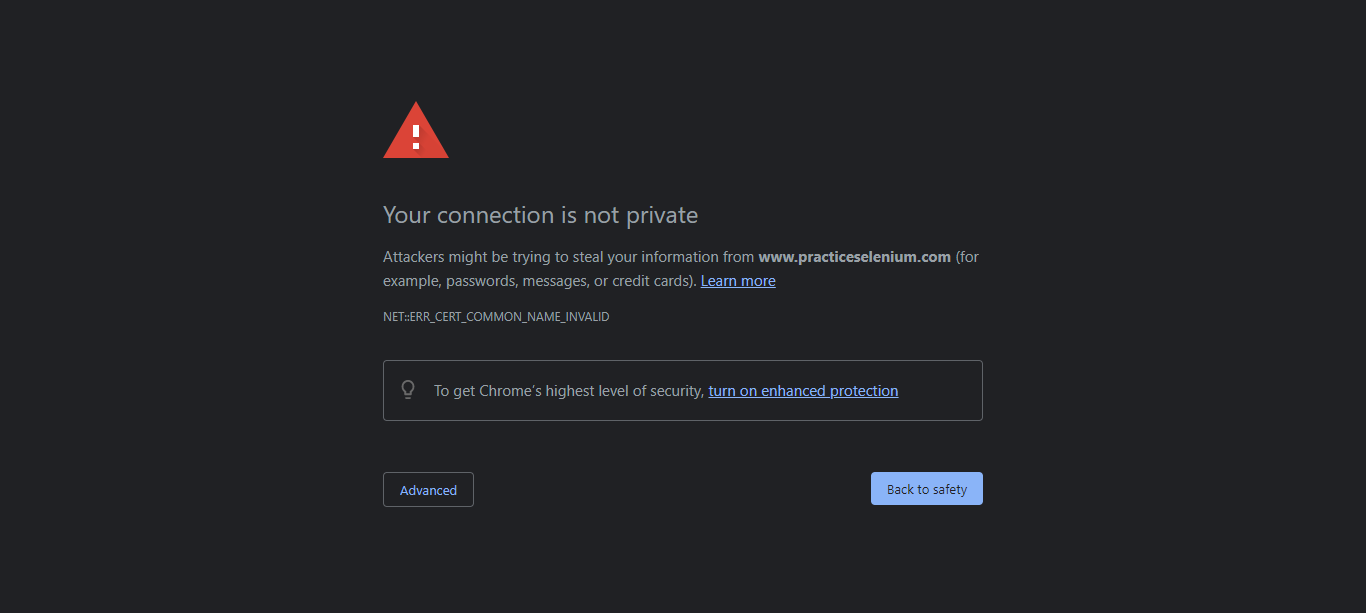 Your connection is not private
Attackers might be trying to steal your information from www.practiceselenium.com (for
example, passwords, messages, or credit cards). Learn more
NET::ERR_CERT_COMMON_NAME_INVALID
To get Chrome’s highest level of security, turn on enhanced protection
Advanced
Back to safety